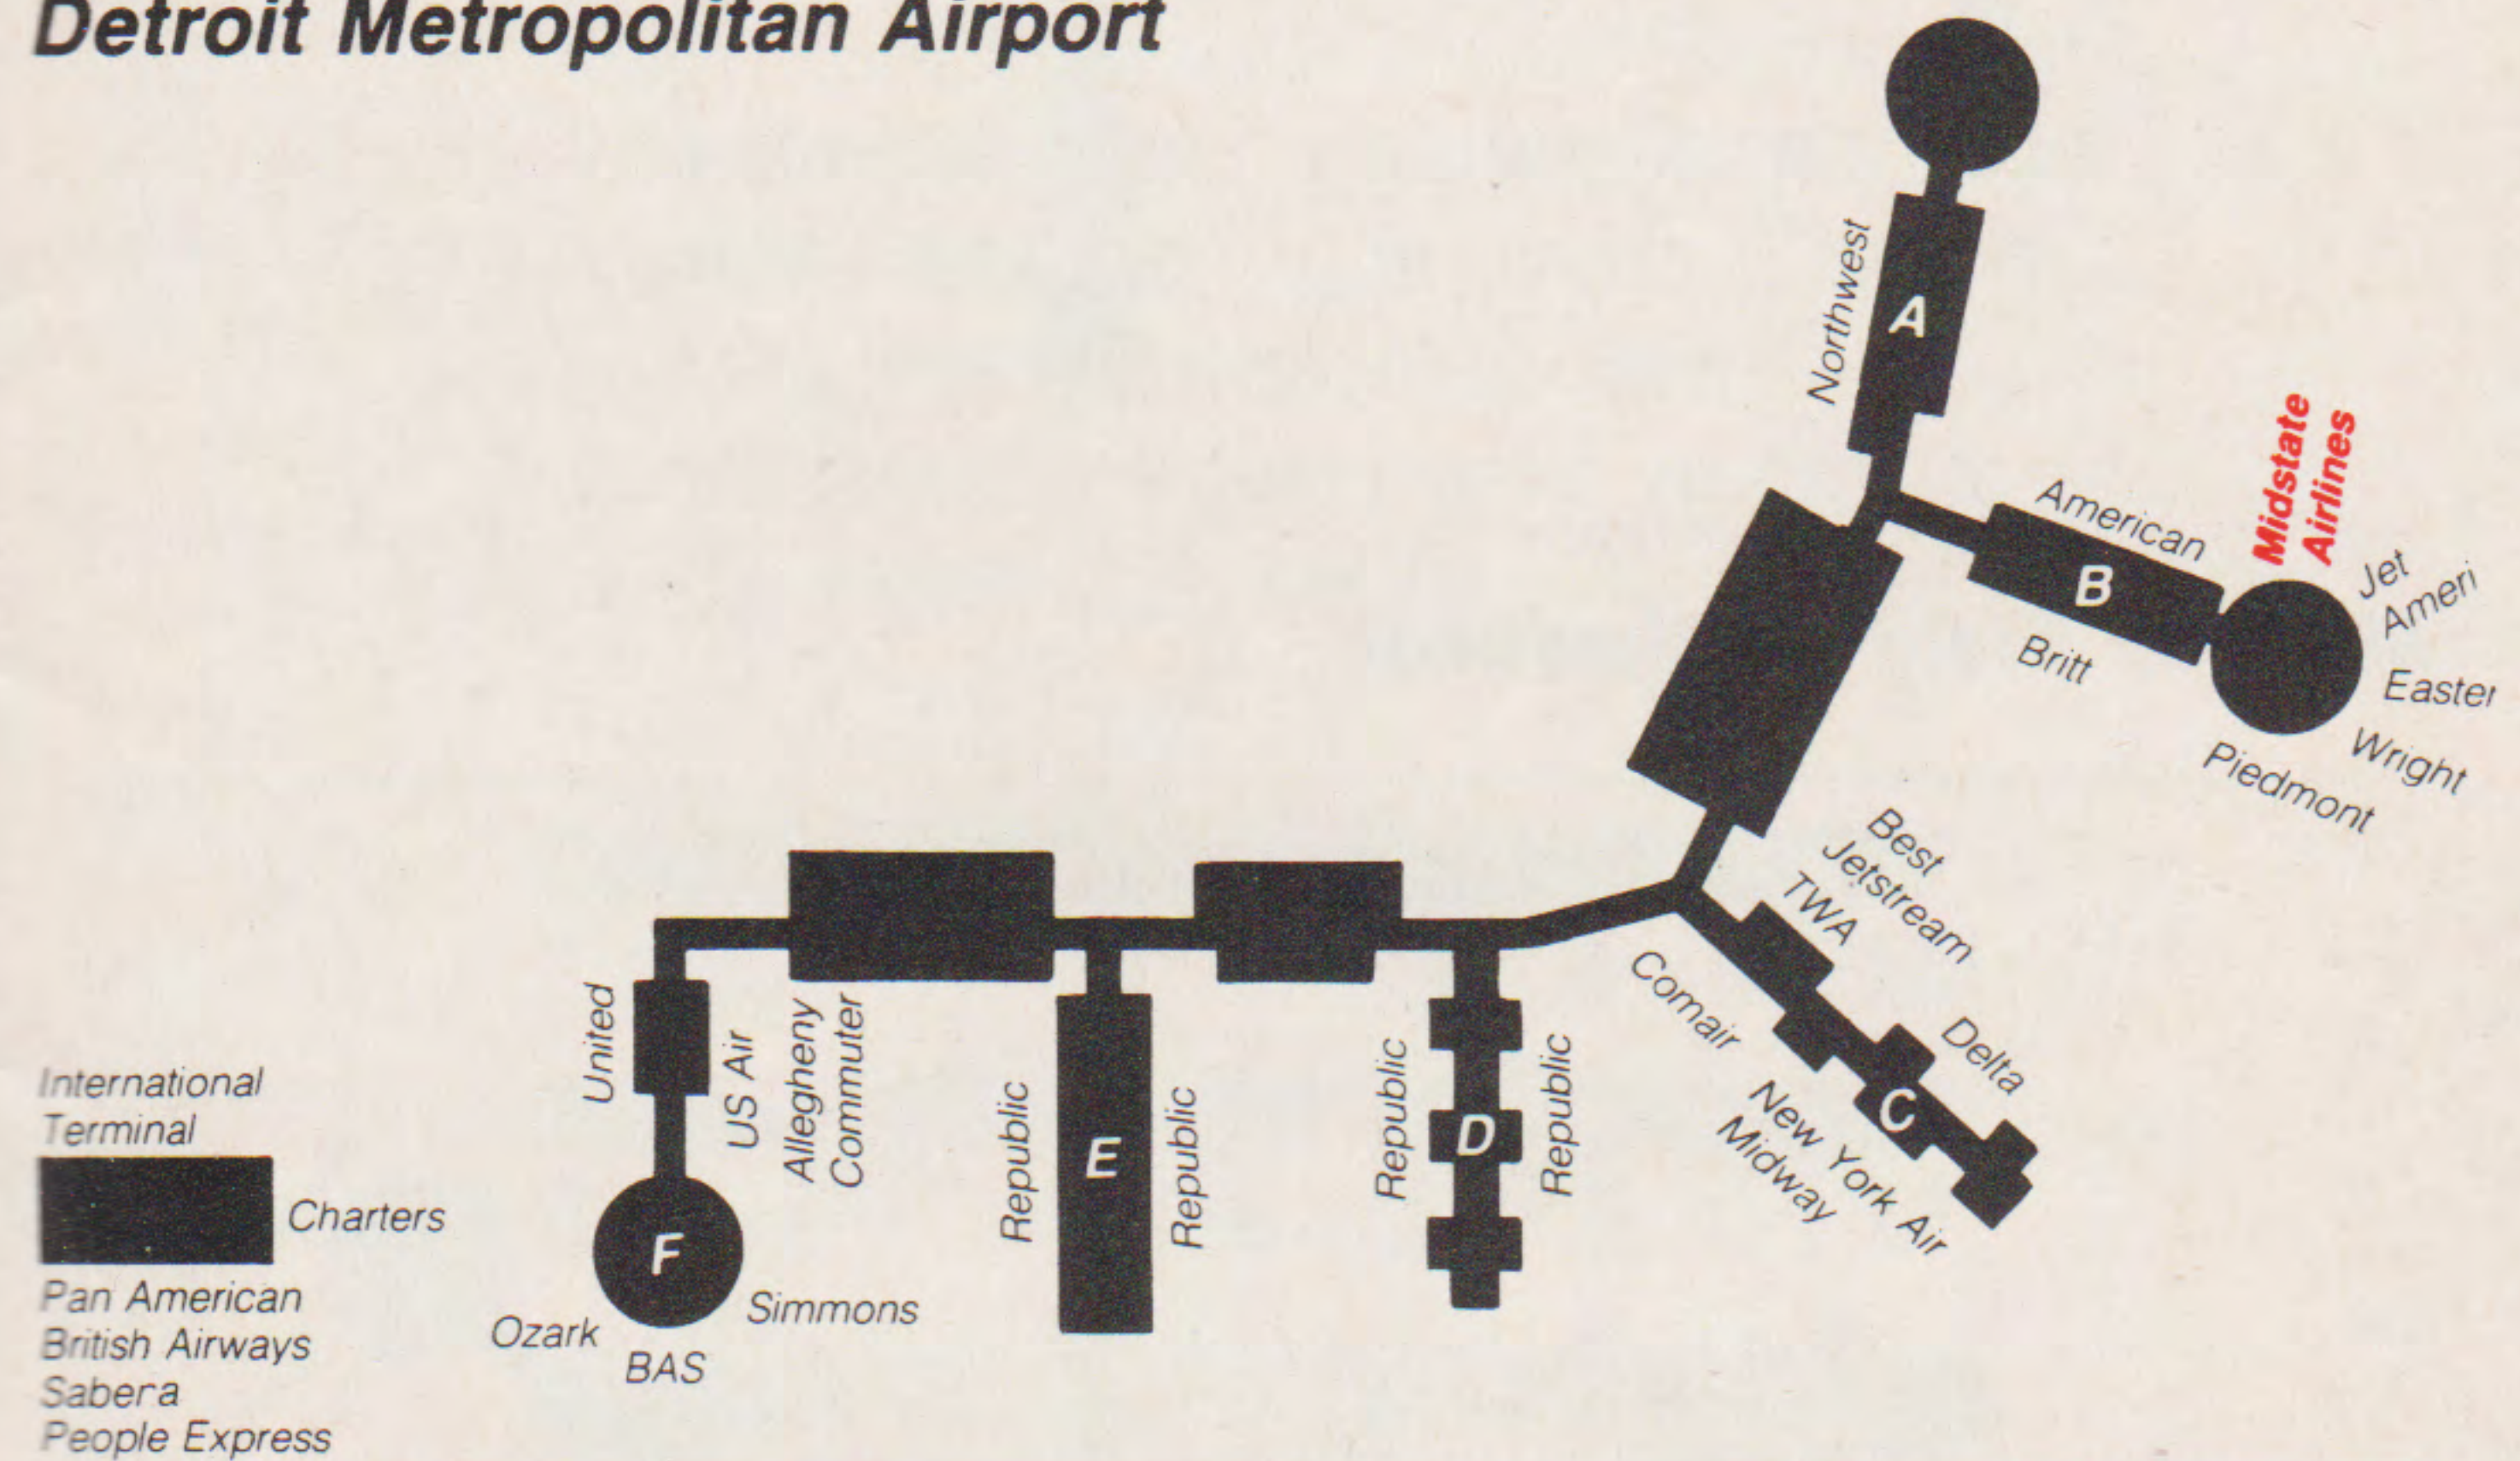 Detroit Metropolitan Airport
Northwest
A
American
B
Britt
Midstate
Airlines
Jet
Ameri
Easter
Wright
Piedmont
Best
Jetstream
TWA
Comair
Delta
C
New York Air
Midway
United
US Air
Allegheny
Commuter
F
Ozark
BAS
Simmons
Republic
E
Republic
Republic
D
Republic
International
Terminal
Charters
Pan American
British Airways
Sabera
People Express